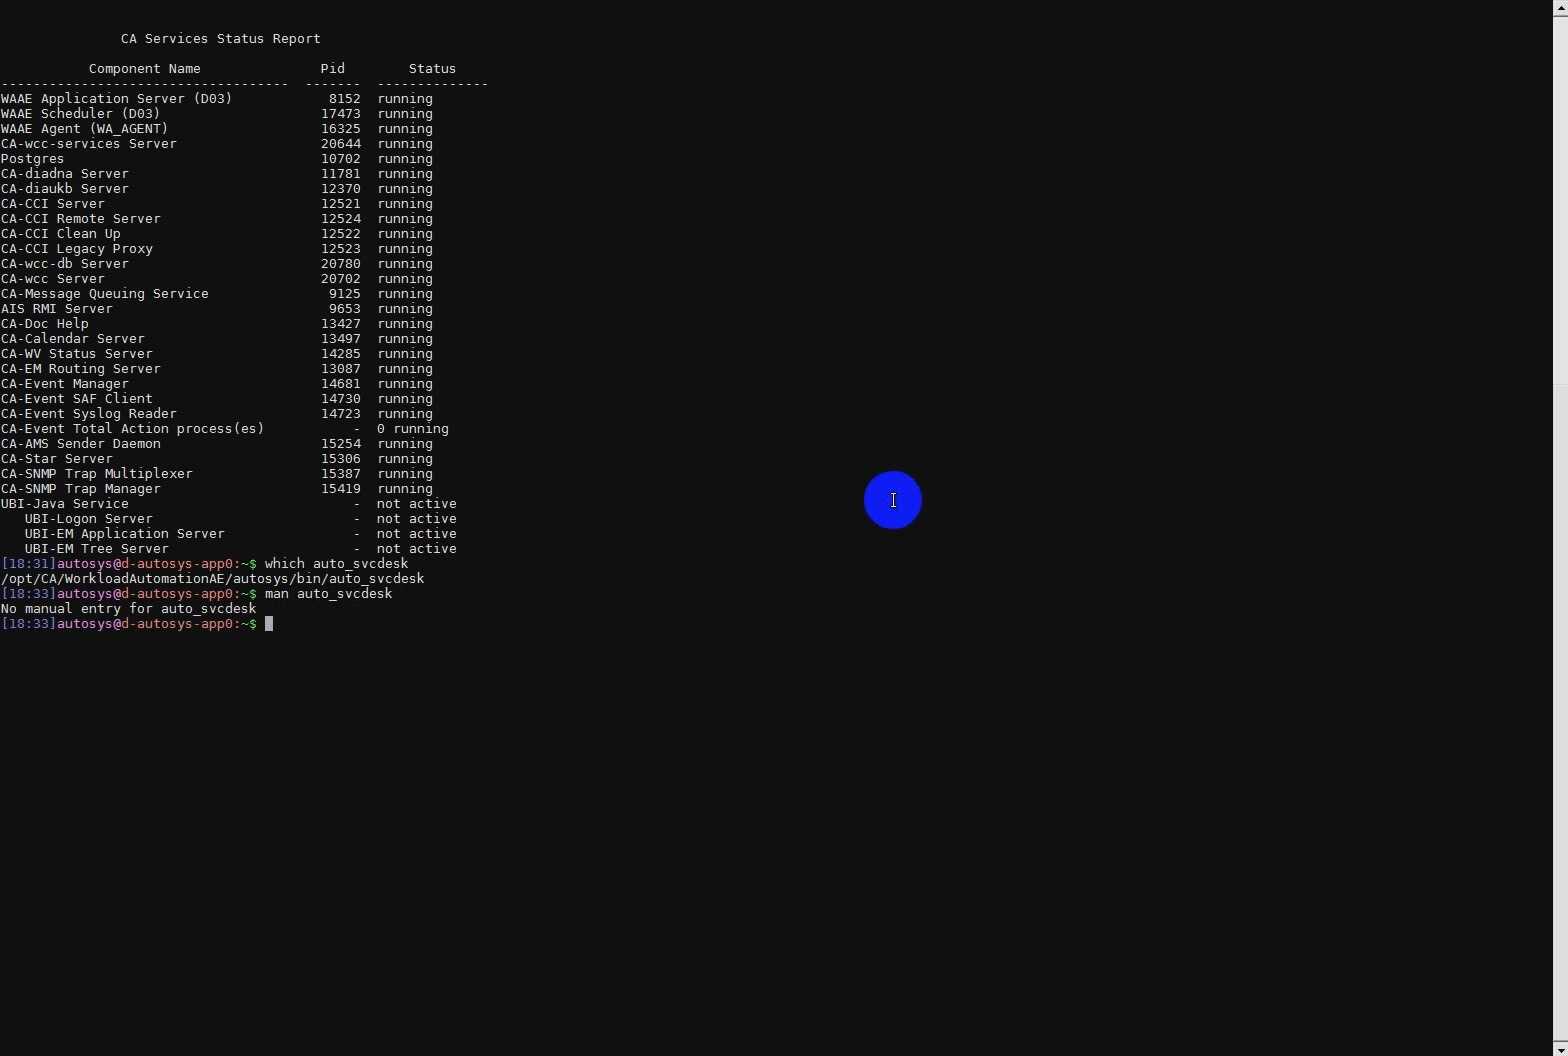 CA Services Status Report
Component Name Pid Status
------------------------------------ ------- --------------
WAAE Application Server (D03) 8152 running
WAAE Scheduler (D03) 17473 running
WAAE Agent (WA_AGENT) 16325 running
CA-wcc-services Server 20644 running
Postgres 10702 running
CA-diadna Server 11781 running
CA-diaukb Server 12370 running
CA-CCI Server 12521 running
CA-CCI Remote Server 12524 running
CA-CCI Clean Up 12522 running
CA-CCI Legacy Proxy 12523 running
CA-wcc-db Server 20780 running
CA-wcc Server 20702 running
CA-Message Queuing Service 9125 running
AIS RMI Server 9653 running
CA-Doc Help 13427 running
CA-Calendar Server 13497 running
CA-WV Status Server 14285 running
CA-EM Routing Server 13087 running
CA-Event Manager 14681 running
CA-Event SAF Client 14730 running
CA-Event Syslog Reader 14723 running
CA-Event Total Action process(es) - 0 running
CA-AMS Sender Daemon 15254 running
CA-Star Server 15306 running
CA-SNMP Trap Multiplexer 15387 running
CA-SNMP Trap Manager 15419 running
UBI-Java Service - not active
UBI-Logon Server - not active
UBI-EM Application Server - not active
UBI-EM Tree Server - not active
[18:31]autosys@d-autosys-app0:~$ which auto_svcdesk
/opt/CA/WorkloadAutomationAE/autosys/bin/auto_svcdesk
[18:33]autosys@d-autosys-app0:~$ man auto_svcdesk
No manual entry for auto_svcdesk
[18:33]autosys@d-autosys-app0:~$